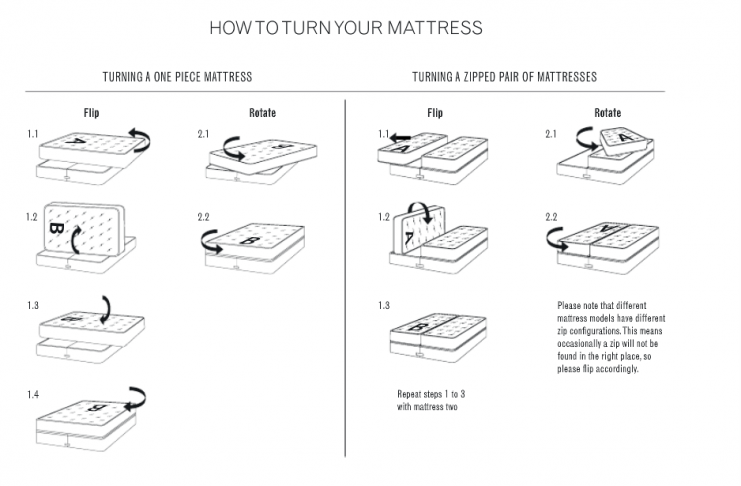 HOW TO TURN YOUR MATTRESS
TURNING A ONE PIECE MATTRESS
Flip
Rotate
1.1
A
2.1
B
1.2
B
2.2
B
1.3
B
1.4
B
TURNING A ZIPPED PAIR OF MATTRESSES
Flip
Rotate
1.1
A
2.1
A
1.2
A
2.2
A
1.3
B
Repeat steps 1 to 3
with mattress two
Please note that different
mattress models have different
zip configurations. This means
occasionally a zip will not be
found in the right place, so
please flip accordingly.